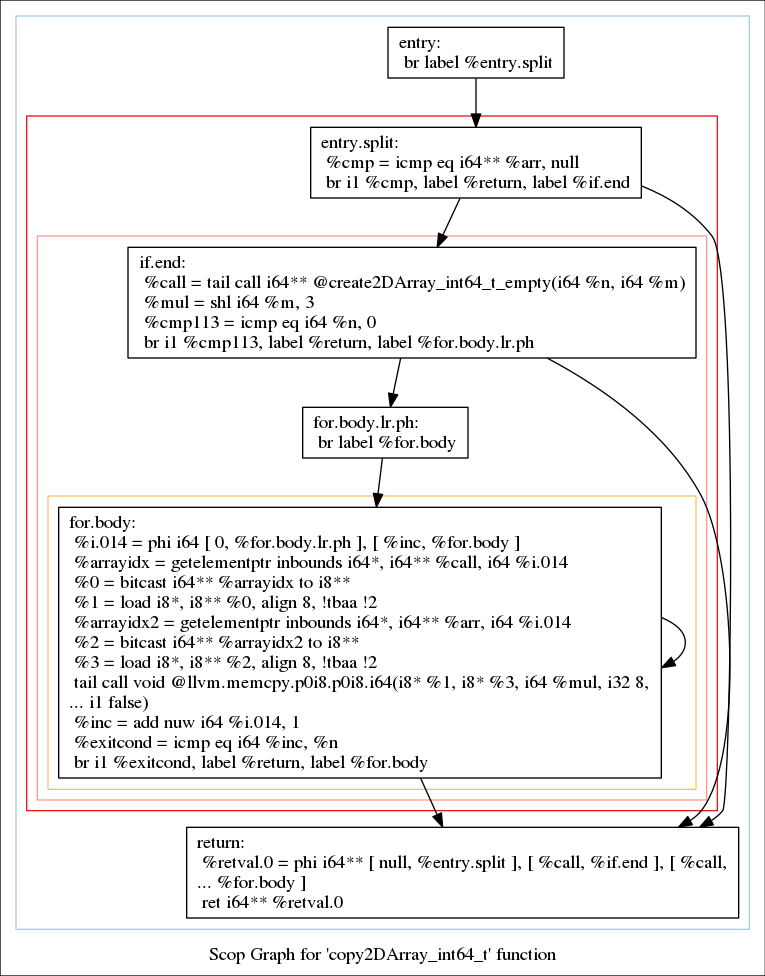 entry:
br label %entry.split
entry.split:
%cmp = icmp eq i64** %arr, null
br i1 %cmp, label %return, label %if.end
if.end:
%call = tail call i64** @create2DArray_int64_t_empty(i64 %n, i64 %m)
%mul = shl i64 %m, 3
%cmp113 = icmp eq i64 %n, 0
br i1 %cmp113, label %return, label %for.body.lr.ph
for.body.lr.ph:
br label %for.body
for.body:
%i.014 = phi i64 [ 0, %for.body.lr.ph ], [ %inc, %for.body ]
%arrayidx = getelementptr inbounds i64*, i64** %call, i64 %i.014
%0 = bitcast i64** %arrayidx to i8**
%1 = load i8*, i8** %0, align 8, !tbaa !2
%arrayidx2 = getelementptr inbounds i64*, i64** %arr, i64 %i.014
%2 = bitcast i64** %arrayidx2 to i8**
%3 = load i8*, i8** %2, align 8, !tbaa !2
tail call void @llvm.memcpy.p0i8.p0i8.i64(i8* %1, i8* %3, i64 %mul, i32 8,
... i1 false)
%inc = add nuw i64 %i.014, 1
%exitcond = icmp eq i64 %inc, %n
br i1 %exitcond, label %return, label %for.body
return:
%retval.0 = phi i64** [ null, %entry.split ], [ %call, %if.end ], [ %call,
... %for.body ]
ret i64** %retval.0
Scop Graph for 'copy2DArray_int64_t' function